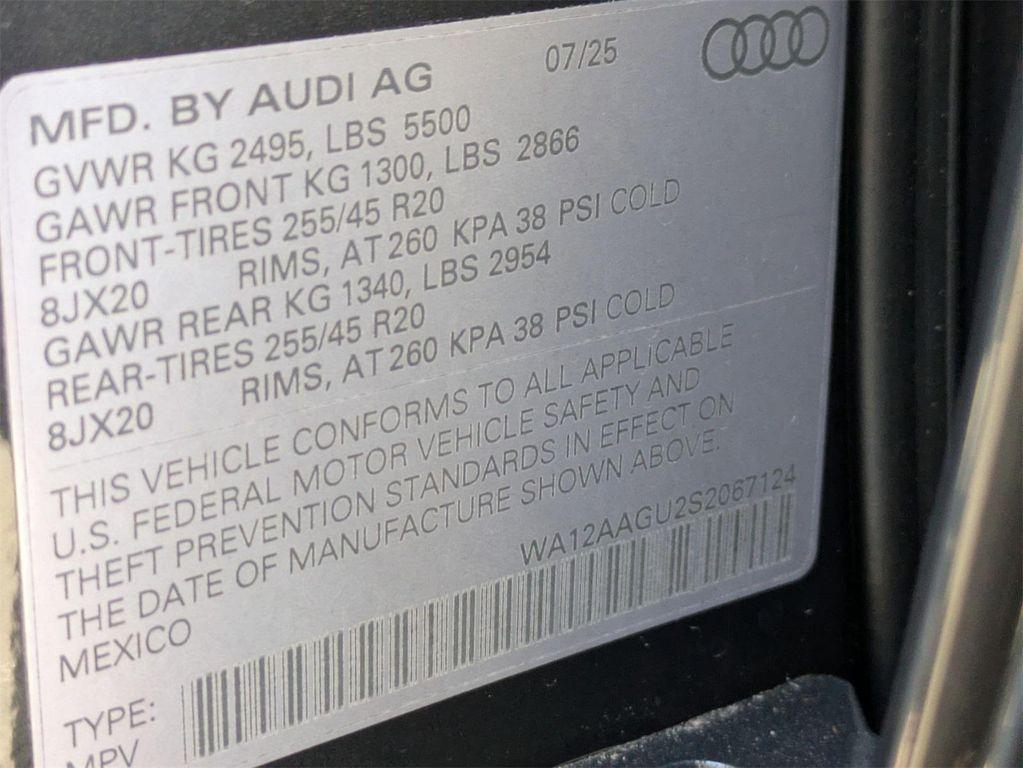 07/25
MFD. BY AUDI AG
GVWR KG 2495, LBS 5500
GAWR FRONT KG 1300, LBS 2866
FRONT-TIRES 255/45 R20
8JX20 RIMS, AT 260 KPA 38 PSI COLD
GAWR REAR KG 1340, LBS 2954
REAR-TIRES 255/45 R20
8JX20 RIMS, AT 260 KPA 38 PSI COLD
THIS VEHICLE CONFORMS TO ALL APPLICABLE
U.S. FEDERAL MOTOR VEHICLE SAFETY AND
THEFT PREVENTION STANDARDS IN EFFECT ON
THE DATE OF MANUFACTURE SHOWN ABOVE.
MEXICO
WA12AAGU2S2067124
TYPE:
MPV